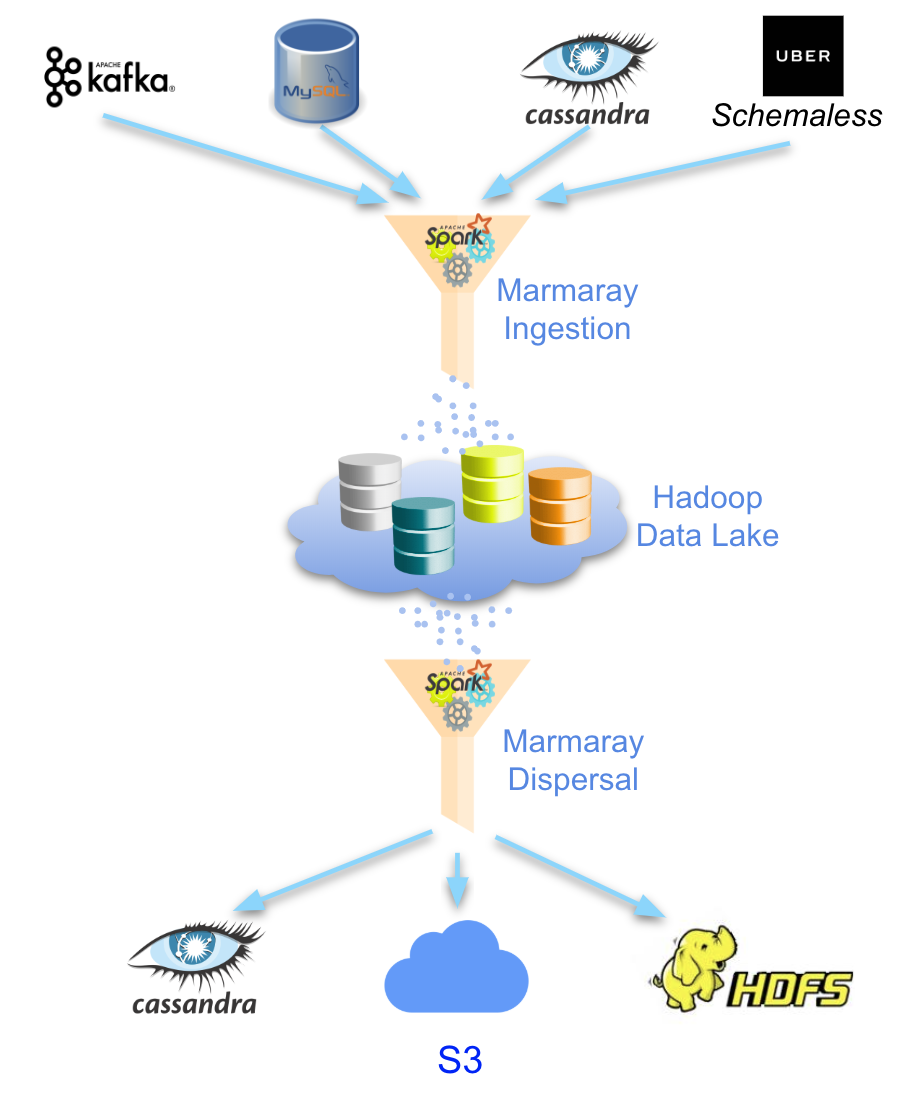 APACHE
kafka®
MySQL
cassandra
UBER
Schemaless
APACHE
Spark
Marmaray
Ingestion
Hadoop
Data Lake
APACHE
Spark
Marmaray
Dispersal
cassandra
S3
HDFS